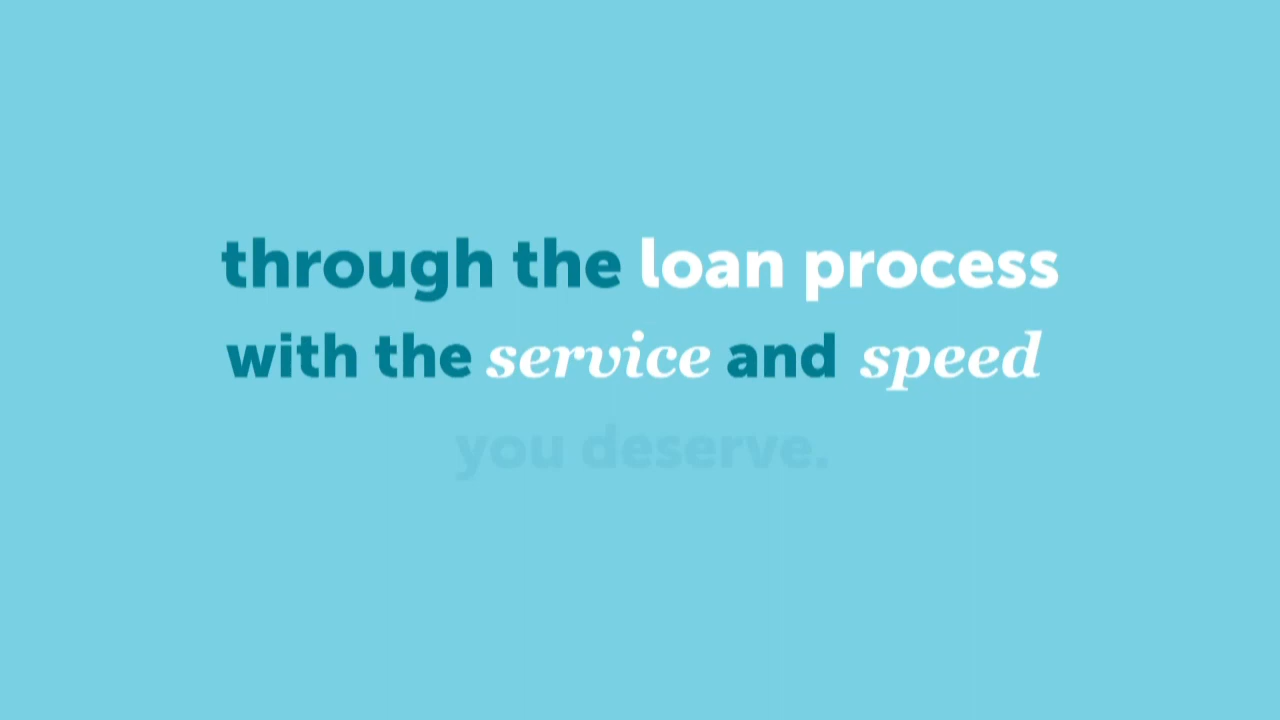 through the loan process
with the service and speed
you deserve.